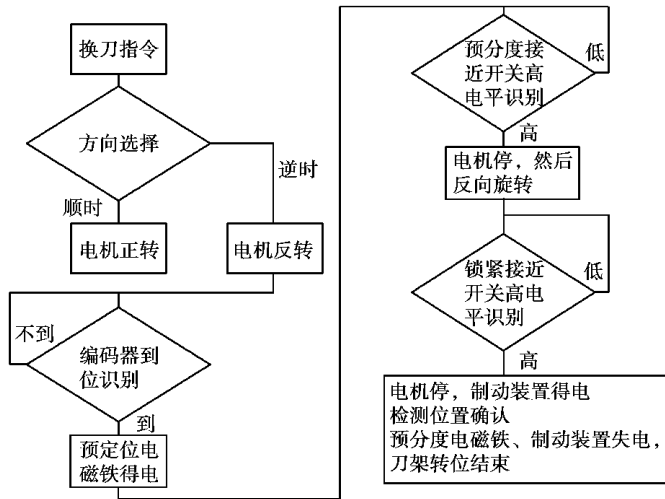 换刀指令
方向选择
顺时
逆时
电机正转
电机反转
不到
编码器到
位识别
到
预定位电
磁铁得电
预分度接
近开关高
电平识别
低
高
电机停，然后
反向旋转
锁紧接近
开关高电
平识别
低
高
电机停，制动装置得电
检测位置确认
预分度电磁铁、制动装置失电，
刀架转位结束